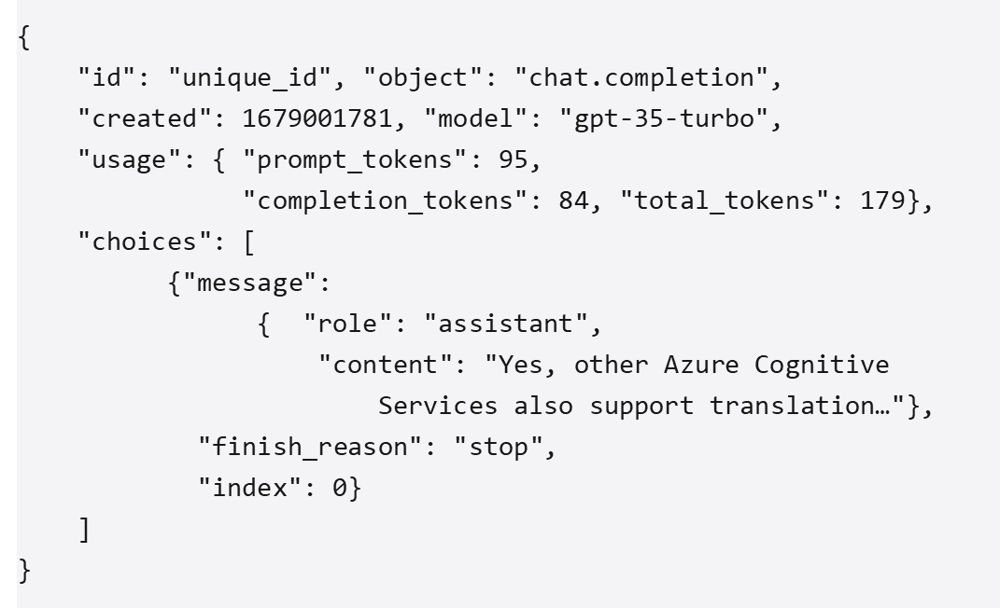 {
"id": "unique_id", "object": "chat.completion",
"created": 1679001781, "model": "gpt-35-turbo",
"usage": { "prompt_tokens": 95,
"completion_tokens": 84, "total_tokens": 179},
"choices": [
{"message":
{  "role": "assistant",
"content": "Yes, other Azure Cognitive
Services also support translation…"},
"finish_reason": "stop",
"index": 0}
]
}